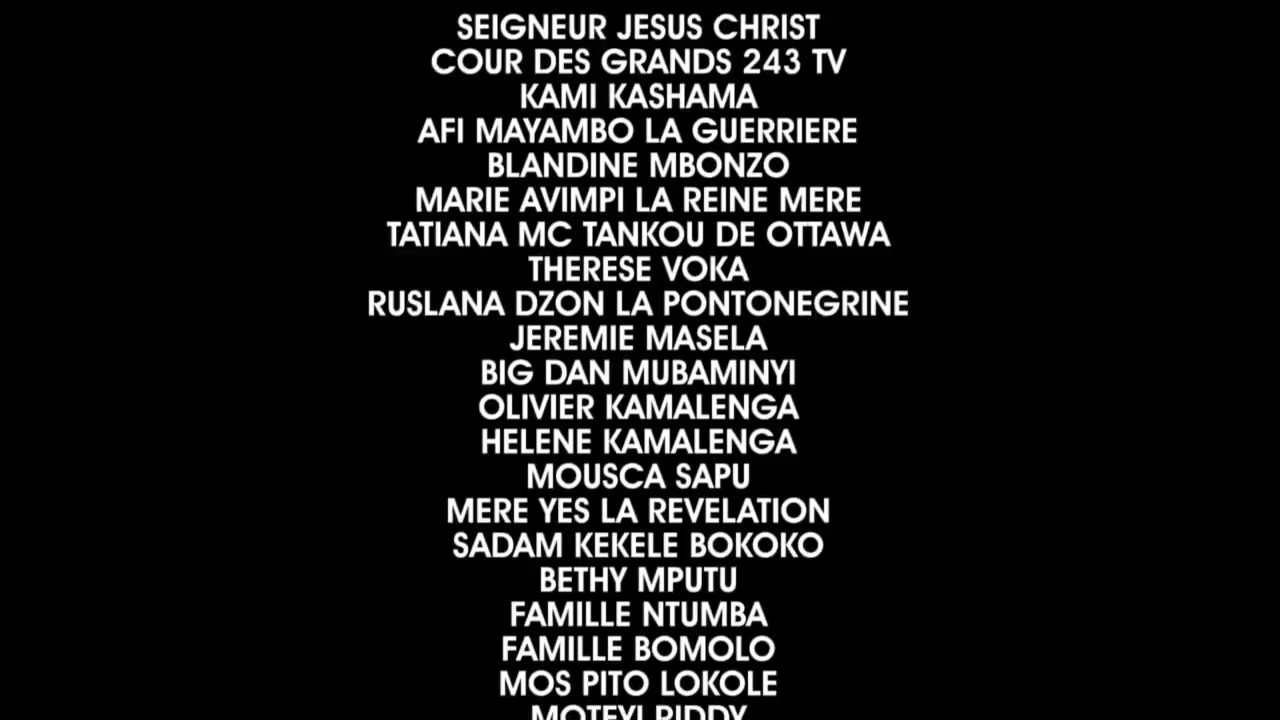 SEIGNEUR JESUS CHRIST
COUR DES GRANDS 243 TV
KAMI KASHAMA
AFI MAYAMBO LA GUERRIERE
BLANDINE MBONZO
MARIE AVIMPI LA REINE MERE
TATIANA MC TANKOU DE OTTAWA
THERESE VOKA
RUSLANA DZON LA PONTONEGRINE
JEREMIE MASELA
BIG DAN MUBAMINYI
OLIVIER KAMALENGA
HELENE KAMALENGA
MOUSCA SAPU
MERE YES LA REVELATION
SADAM KEKELE BOKOKO
BETHY MPUTU
FAMILLE NTUMBA
FAMILLE BOMOLO
MOS PITO LOKOLE